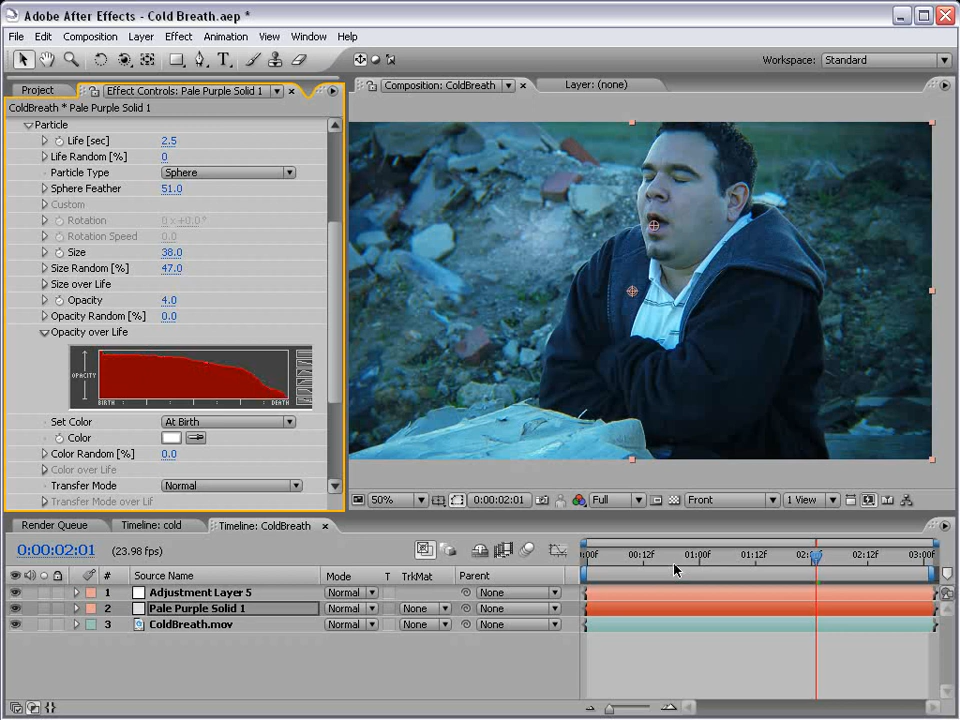 Adobe After Effects - Cold Breath.aep *
File Edit Composition Layer Effect Animation View Window Help
Workspace: Standard
Project Effect Controls: Pale Purple Solid 1
Composition: ColdBreath Layer: (none)
ColdBreath * Pale Purple Solid 1
Particle
Life [sec] 2.5
Life Random [%] 0
Particle Type Sphere
Sphere Feather 51.0
Custom
Rotation 0 x +0.0°
Rotation Speed 0.0
Size 38.0
Size Random [%] 47.0
Size over Life
Opacity 4.0
Opacity Random [%] 0.0
Opacity over Life
OPACITY
BIRTH DEATH
Set Color At Birth
Color
Color Random [%] 0.0
Color over Life
Transfer Mode Normal
Transfer Mode over Lif
50% 0:00:02:01 Full Front 1 View
Render Queue Timeline: cold Timeline: ColdBreath
0:00:02:01 (23.98 fps)
:00f 00:12f 01:00f 01:12f 02:0 02:12f 03:00f
# Source Name Mode T TrkMat Parent
1 Adjustment Layer 5 Normal None
2 Pale Purple Solid 1 Normal None None
3 ColdBreath.mov Normal None None